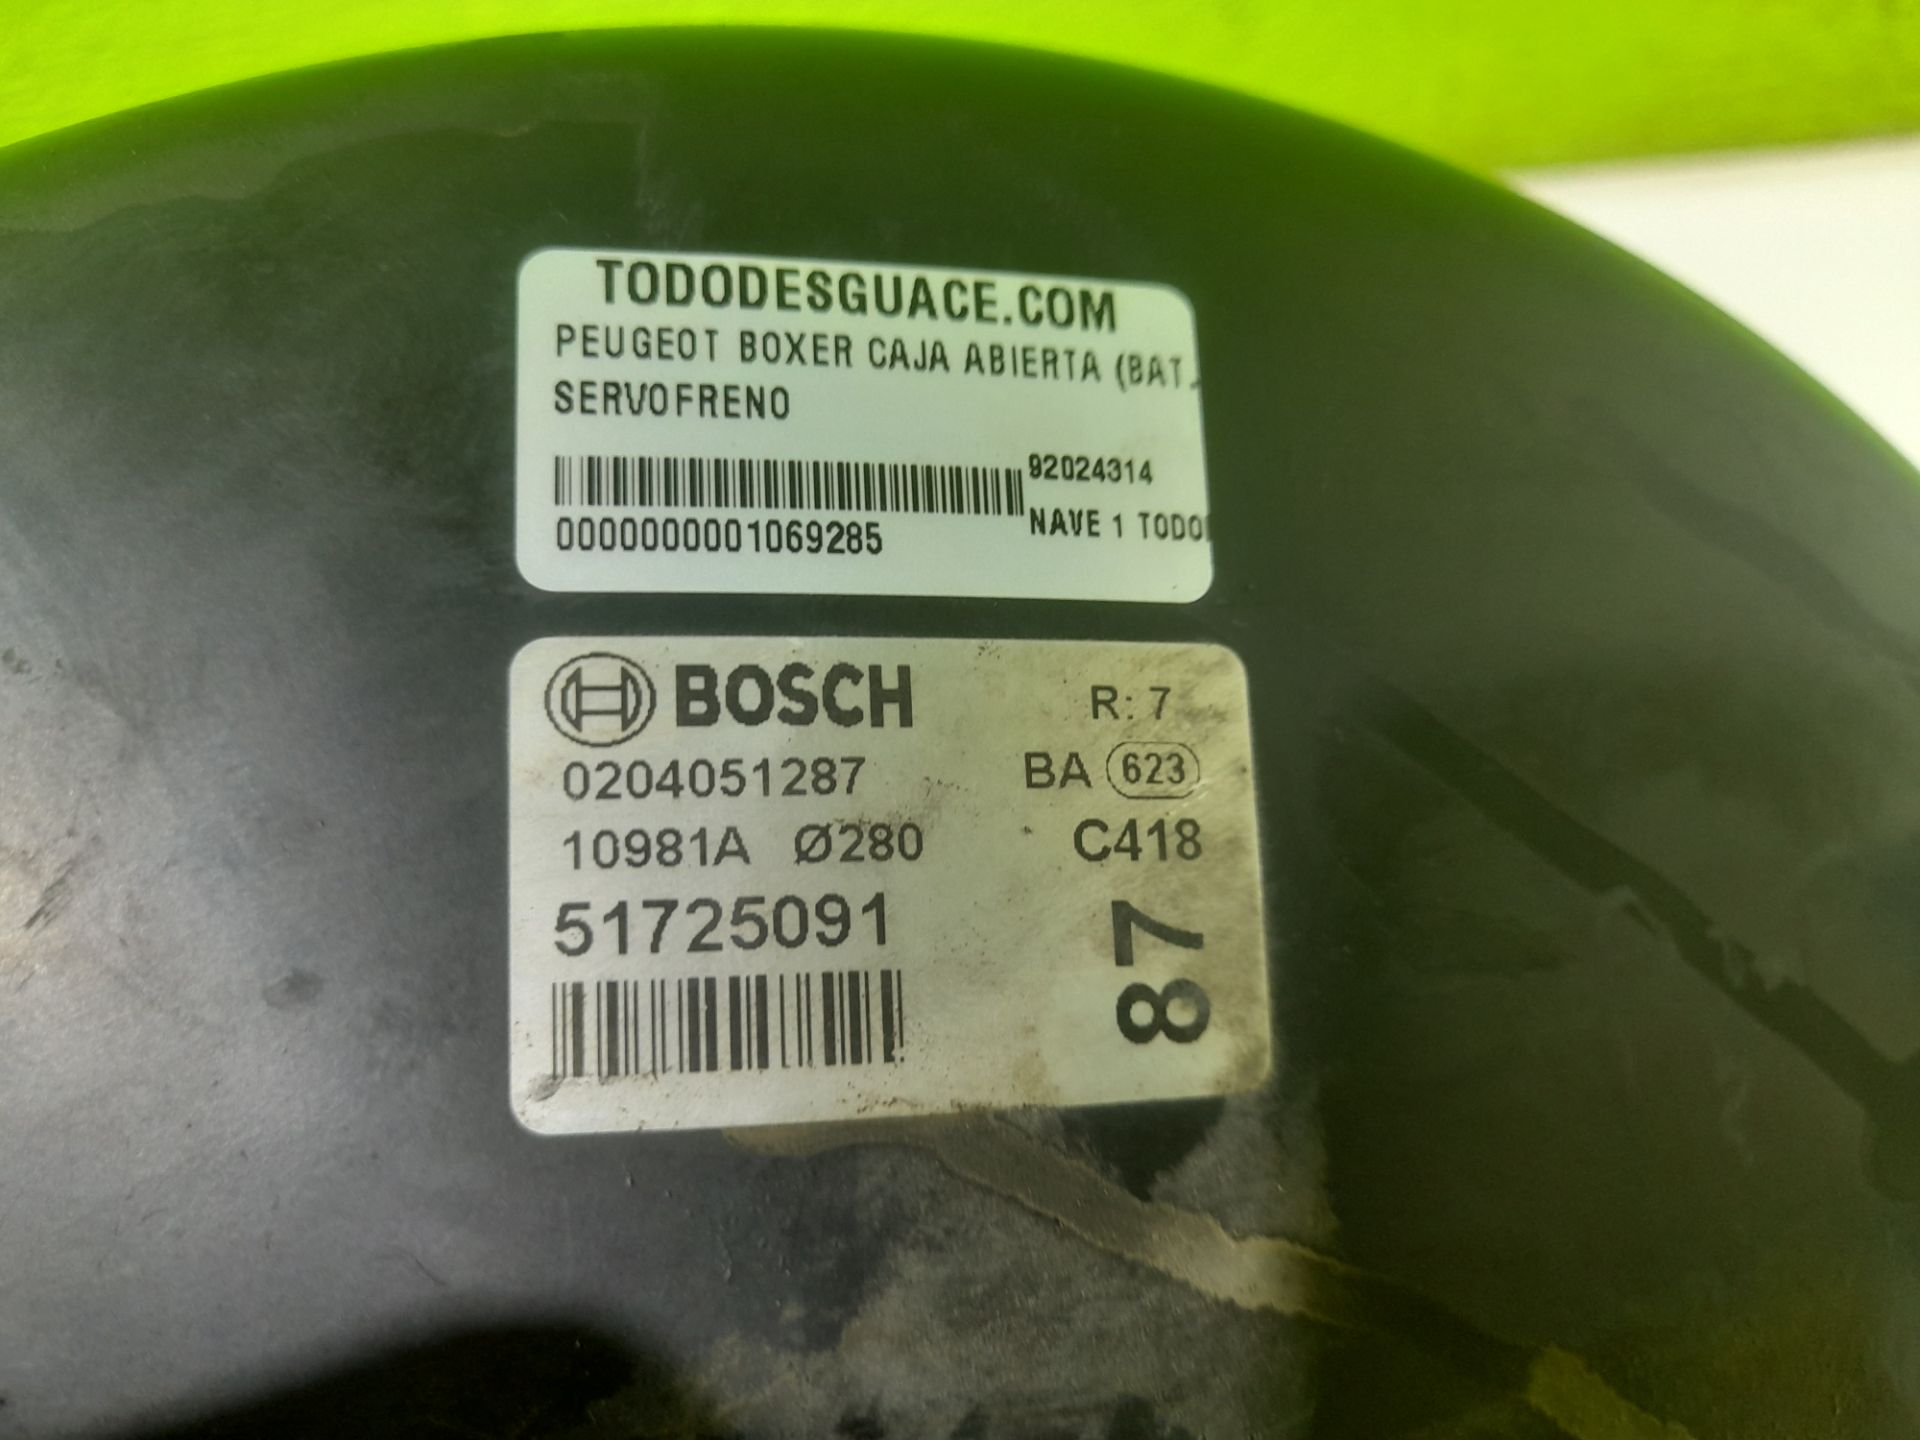 TODODESGUACE.COM
PEUGEOT BOXER CAJA ABIERTA (BAT.
SERVOFRENO
92024314
0000000001069285
NAVE 1 TODO
BOSCH R: 7
0204051287 BA 623
10981A Ø280 C418
51725091
87